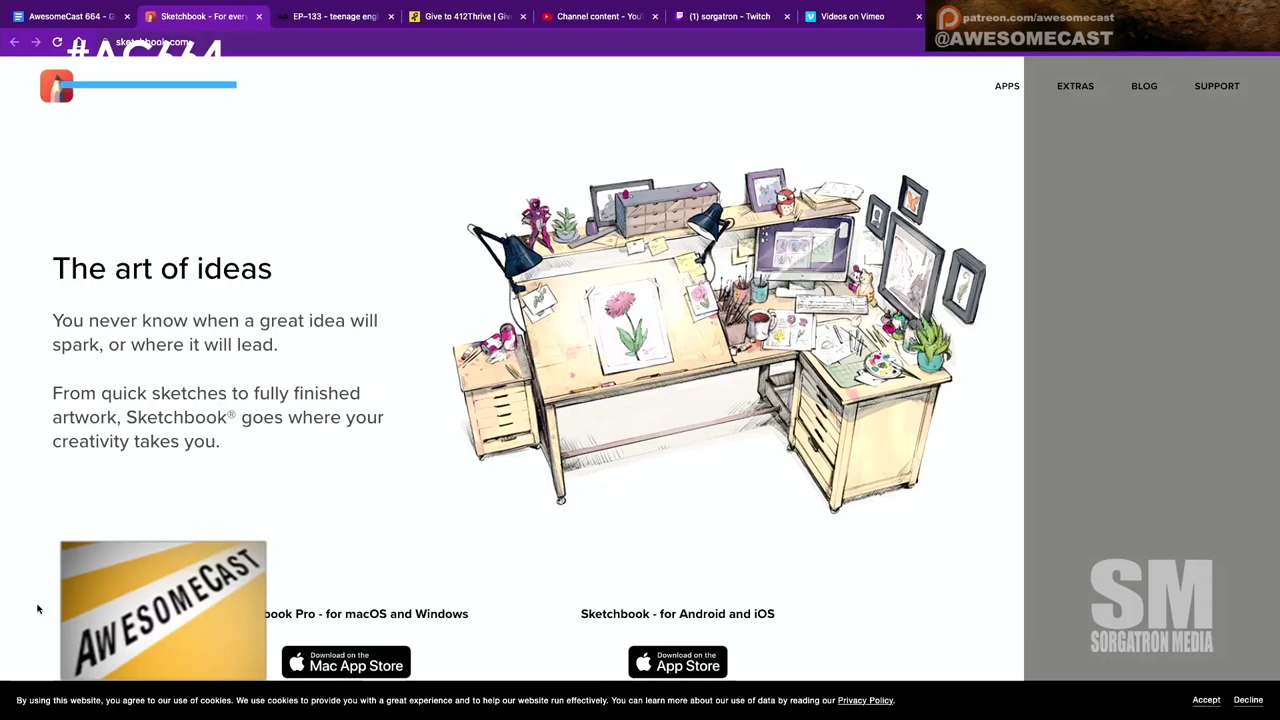 AwesomeCast 664 - G
Sketchbook - For every
EP–133 - teenage eng
Give to 412Thrive | Giv
Channel content - You
(1) sorgatron - Twitch
Videos on Vimeo
patreon.com/awesomecast
@AWESOMECAST
sketchbook.com
#AC664
APPS
EXTRAS
BLOG
SUPPORT
The art of ideas
You never know when a great idea will
spark, or where it will lead.
From quick sketches to fully finished
artwork, Sketchbook® goes where your
creativity takes you.
AWESOMECAST
book Pro - for macOS and Windows
Sketchbook - for Android and iOS
Download on the
Mac App Store
Download on the
App Store
SM
SORGATRON MEDIA
By using this website, you agree to our use of cookies. We use cookies to provide you with a great experience and to help our website run effectively. You can learn more about our use of data by reading our Privacy Policy.
Accept
Decline